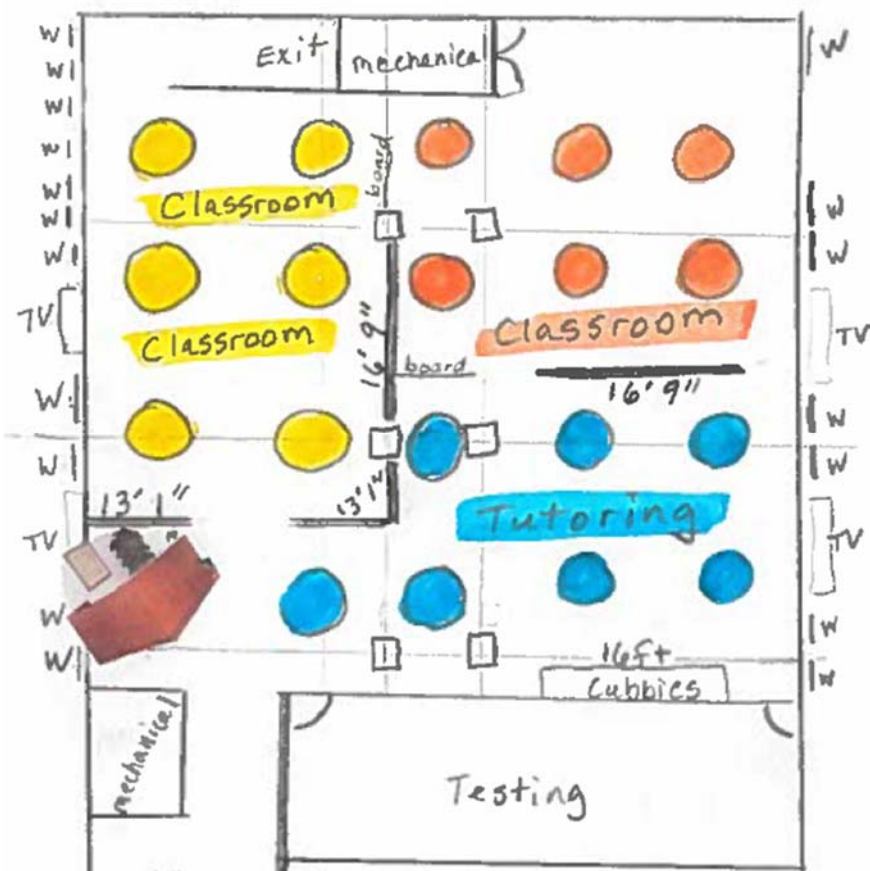 W
Exit
mechanical
W
W
W
W
board
W
W
Classroom
W
W
W
W
TV
Classroom
16' 9"
Classroom
TV
board
16' 9"
W
W
W
W
13' 1"
13' 1"
Tutoring
TV
TV
W
W
W
16ft
Cubbies
W
mechanical
Testing